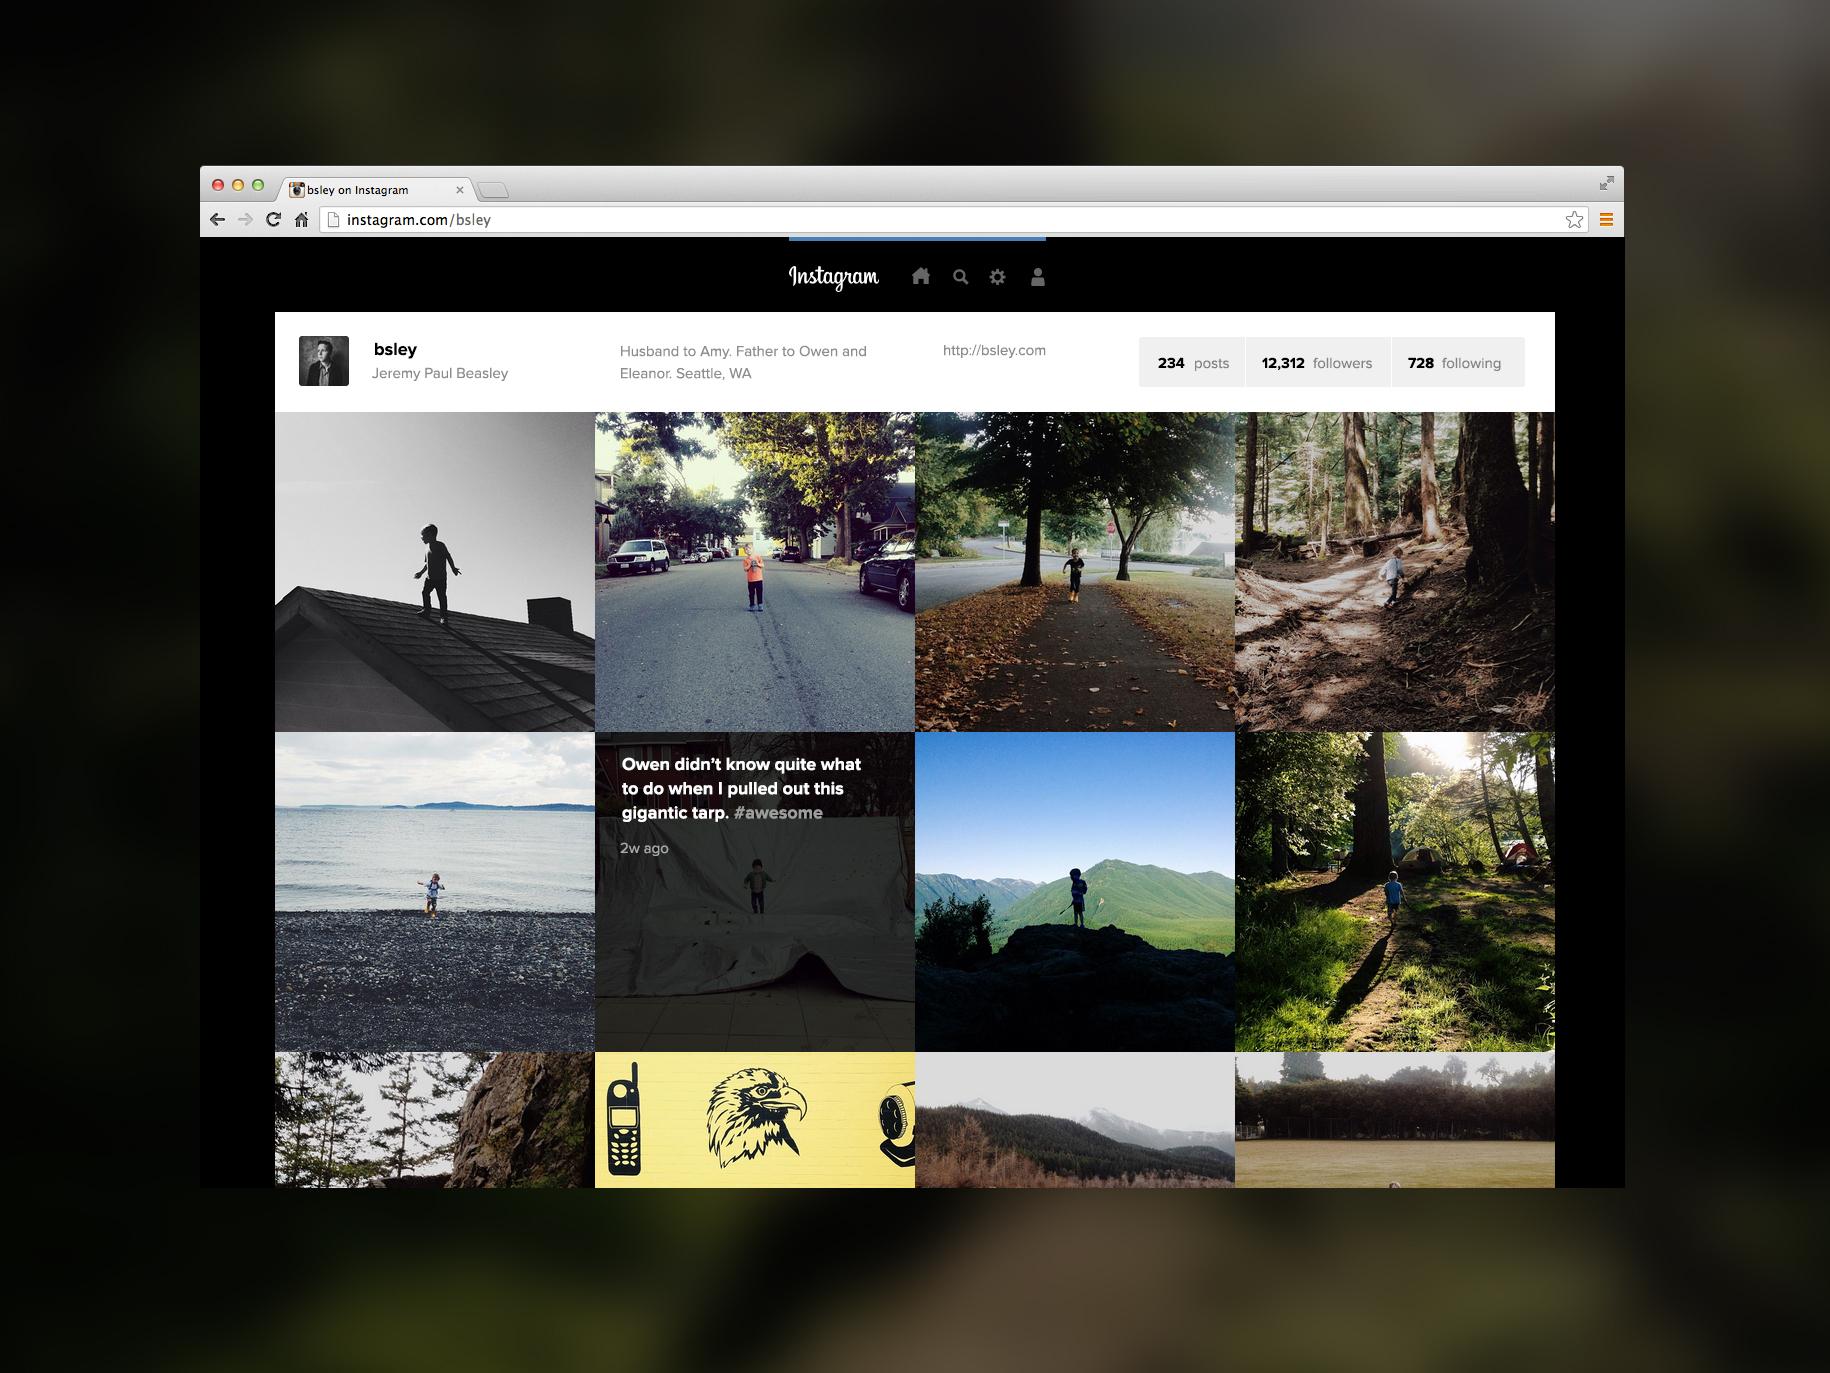 bsley on Instagram
instagram.com/bsley
Instagram
bsley
Jeremy Paul Beasley
Husband to Amy. Father to Owen and
Eleanor. Seattle, WA
http://bsley.com
234 posts
12,312 followers
728 following
Owen didn’t know quite what
to do when I pulled out this
gigantic tarp. #awesome
2w ago